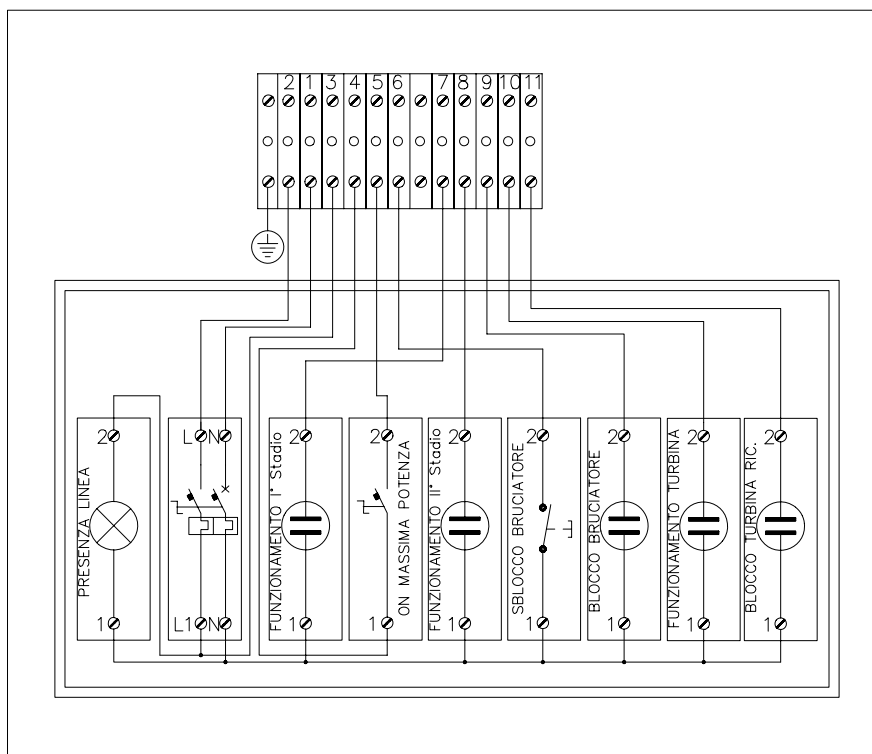 2 1 3 4 5 6 7 8 9 10 11
2 L N 2 2 2 2 2 2 2
PRESENZA LINEA
FUNZIONAMENTO I° Stadio
ON MASSIMA POTENZA
FUNZIONAMENTO II° Stadio
SBLOCCO BRUCIATORE
BLOCCO BRUCIATORE
FUNZIONAMENTO TURBINA
BLOCCO TURBINA RIC.
1 L1 N 1 1 1 1 1 1 1